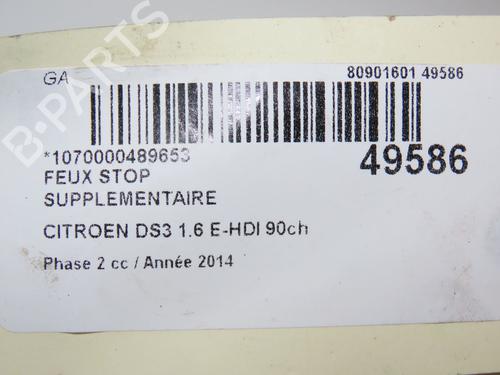 GA
80901601 49586
*1070000489653
49586
FEUX STOP
SUPPLEMENTAIRE
CITROEN DS3 1.6 E-HDI 90ch
Phase 2 cc / Année 2014
B-PARTS